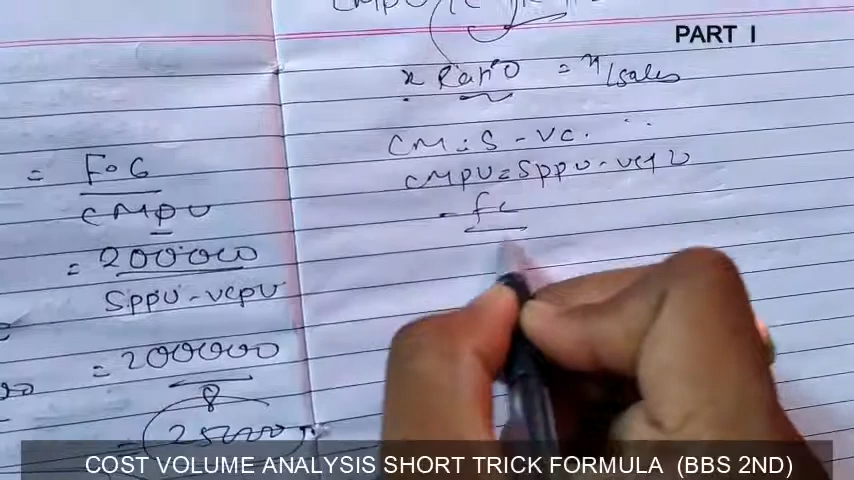 PART I
= F.C
CMPU
= 200000
SPPU-VCPU
= 200000
8
= 25000
Ratio = /sales
CM = S - VC.
CMPU = SPPU - VCPU
= FC
COST VOLUME ANALYSIS SHORT TRICK FORMULA (BBS 2ND)